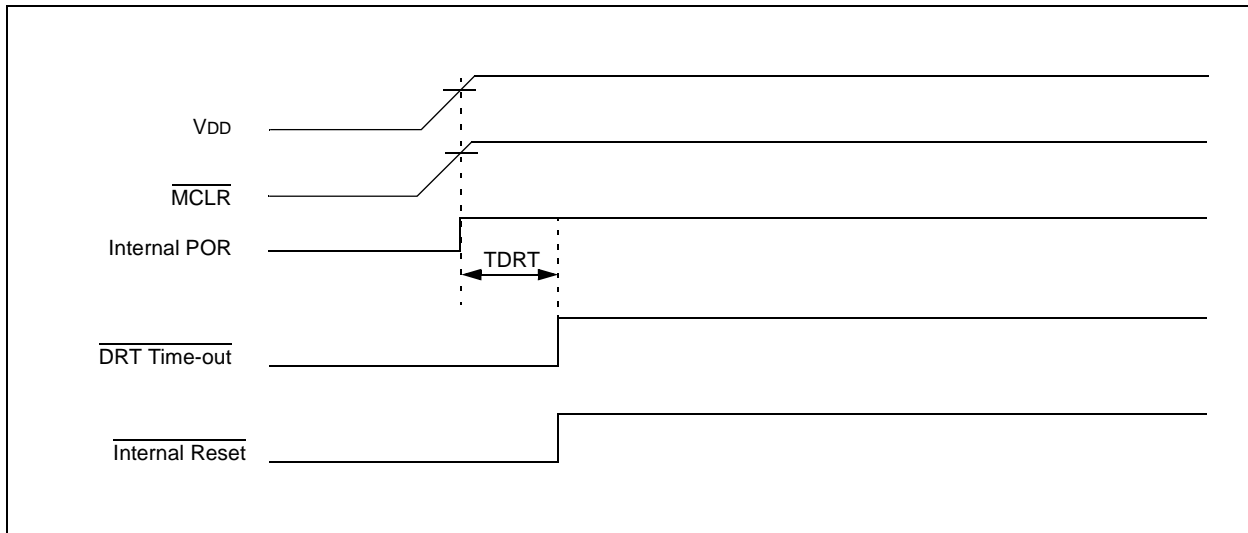 VDD
MCLR
Internal POR
TDRT
DRT Time-out
Internal Reset